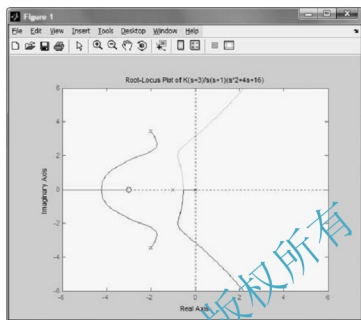 Figure 1
File Edit View Insert Tools Desktop Window Help
Root-Locus Plot of K(s+3)/s(s+1)(s^2+4s+16)
6
4
2
0
-2
-4
-6
Imaginary Axis
-6 -4 -2 0 2 4 6
Real Axis
版权所有